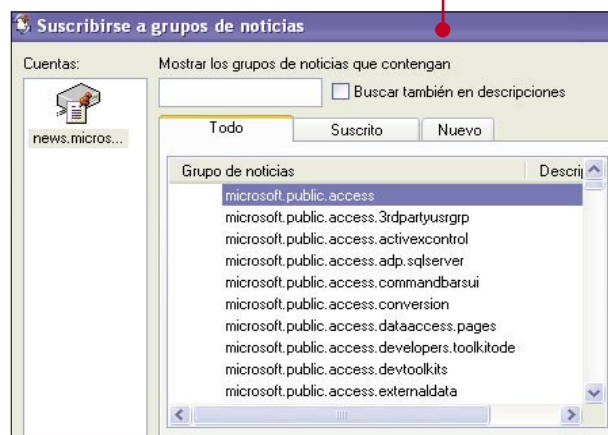 Suscribirse a grupos de noticias
Cuentas:
Mostrar los grupos de noticias que contengan
Buscar también en descripciones
news.micros...
Todo
Suscrito
Nuevo
Grupo de noticias
Descrip
microsoft.public.access
microsoft.public.access.3rdpartyusrgrp
microsoft.public.access.activexcontrol
microsoft.public.access.adp.sqlserver
microsoft.public.access.commandbarsui
microsoft.public.access.conversion
microsoft.public.access.dataaccess.pages
microsoft.public.access.developers.toolkitode
microsoft.public.access.devtoolkits
microsoft.public.access.externaldata